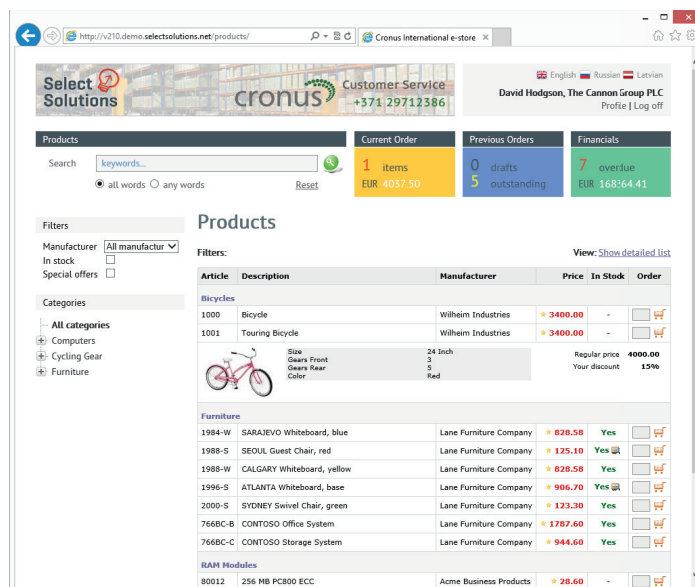 http://v210.demo.selectsolutions.net/products/
Cronus International e-store
Select Solutions
cronus
Customer Service
+371 29712386
English Russian Latvian
David Hodgson, The Cannon Group PLC
Profile | Log off
Products
Search keywords...
all words any words Reset
Current Order
1 items
EUR 4037.50
Previous Orders
0 drafts
5 outstanding
Financials
7 overdue
EUR
Filters
Manufacturer All manufactur
In stock
Special offers
Categories
All categories
Computers
Cycling Gear
Furniture
Products
Filters: View: Show detailed list
Article Description Manufacturer Price In Stock Order
Bicycles
1000 Bicycle Wilheim Industries 3400.00 -
1001 Touring Bicycle Wilheim Industries 3400.00 -
Size 24 Inch
Gears Front 3
Gears Rear 5
Color Red
Regular price 4000.00
Your discount 15%
Furniture
1984-W SARAJEVO Whiteboard, blue Lane Furniture Company 828.58 Yes
1988-S SEOUL Guest Chair, red Lane Furniture Company 125.10 Yes
1988-W CALGARY Whiteboard, yellow Lane Furniture Company 828.58 Yes
1996-S ATLANTA Whiteboard, base Lane Furniture Company 906.70 Yes
2000-S SYDNEY Swivel Chair, green Lane Furniture Company 123.30 Yes
766BC-B CONTOSO Office System Lane Furniture Company 1787.60 Yes
766BC-C CONTOSO Storage System Lane Furniture Company 944.60 Yes
RAM Modules
80012 256 MB PC800 ECC Acme Business Products 28.60 -